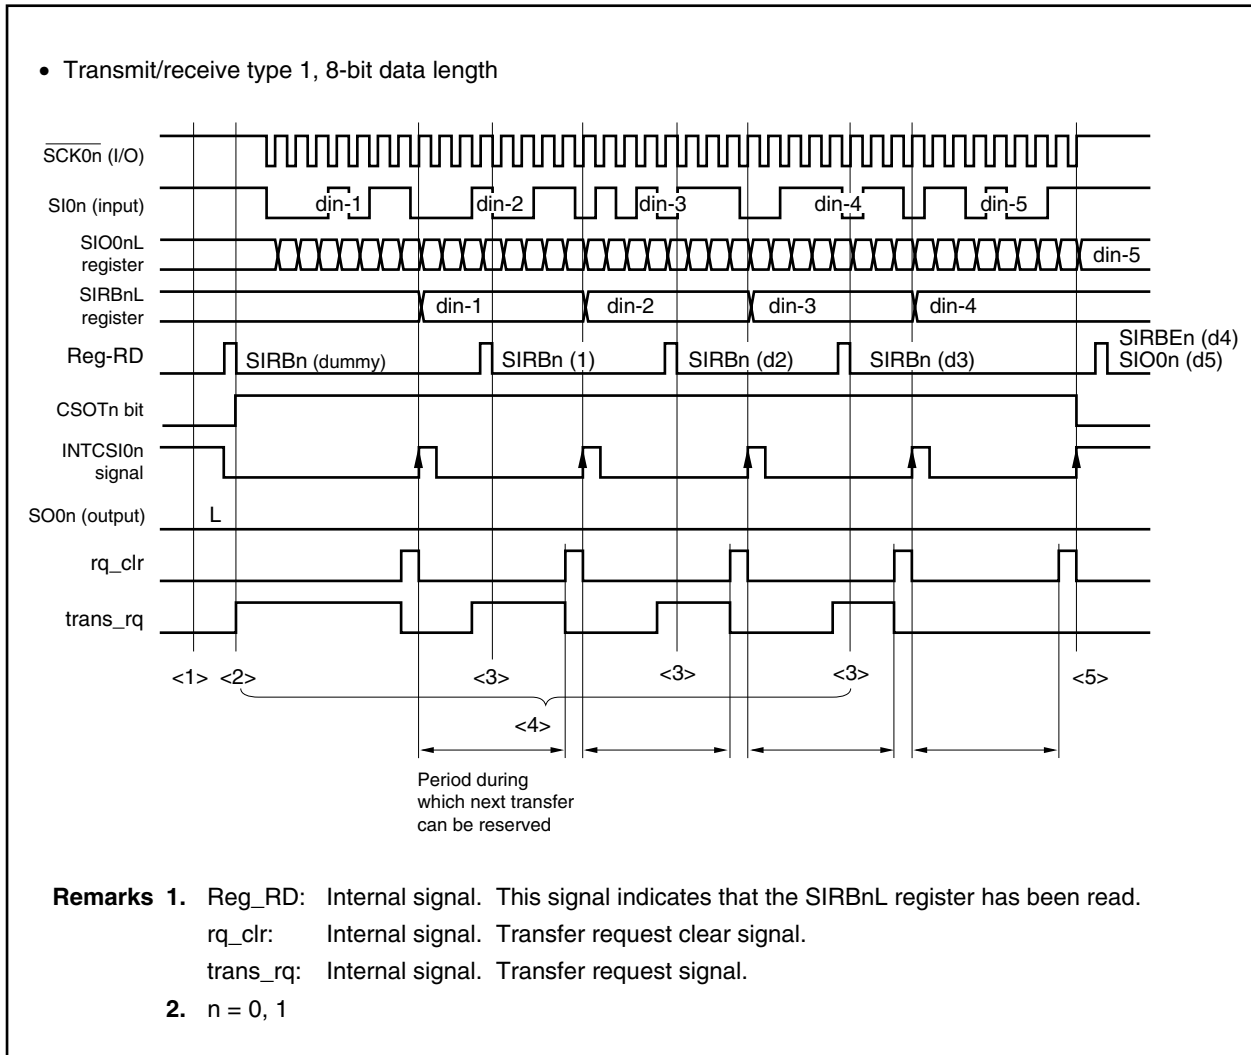 • Transmit/receive type 1, 8-bit data length
SCK0n (I/O)
SI0n (input)
din-1
din-2
din-3
din-4
din-5
SIO0nL
register
din-5
SIRBnL
register
din-1
din-2
din-3
din-4
Reg-RD
SIRBn (dummy)
SIRBn (1)
SIRBn (d2)
SIRBn (d3)
SIRBEn (d4)
SIO0n (d5)
CSOTn bit
INTCSI0n
signal
SO0n (output)
L
rq_clr
trans_rq
<1> <2> <3> <3> <3> <5>
<4>
Period during
which next transfer
can be reserved
Remarks 1. Reg_RD: Internal signal. This signal indicates that the SIRBnL register has been read.
rq_clr: Internal signal. Transfer request clear signal.
trans_rq: Internal signal. Transfer request signal.
2. n = 0, 1